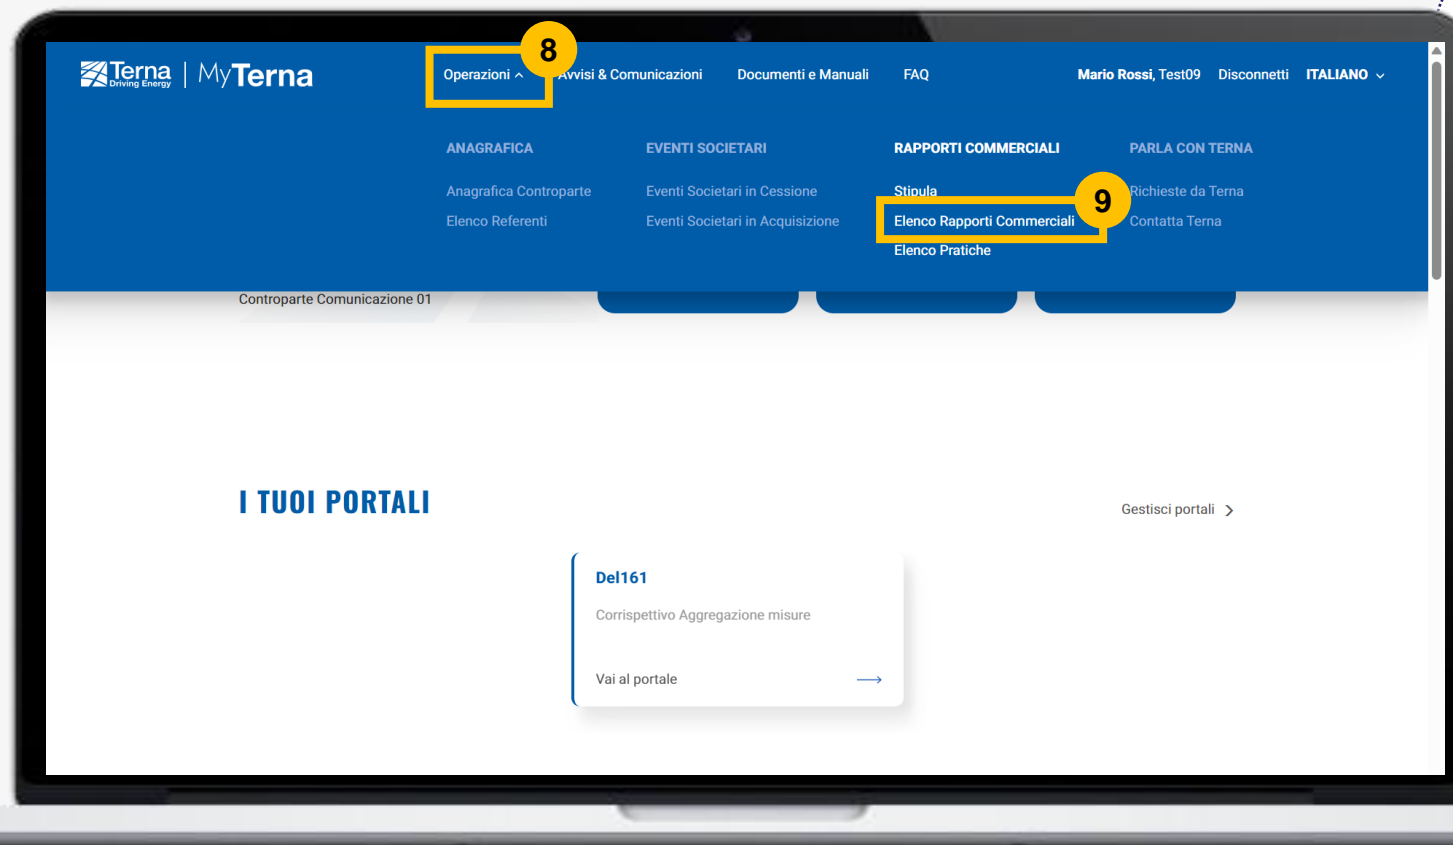 Terna
Driving Energy
MyTerna
Operazioni
8
Avvisi & Comunicazioni
Documenti e Manuali
FAQ
Mario Rossi, Test09
Disconnetti
ITALIANO
ANAGRAFICA
Anagrafica Controparte
Elenco Referenti
EVENTI SOCIETARI
Eventi Societari in Cessione
Eventi Societari in Acquisizione
RAPPORTI COMMERCIALI
Stipula
9
Elenco Rapporti Commerciali
Elenco Pratiche
PARLA CON TERNA
Richieste da Terna
Contatta Terna
Controparte Comunicazione 01
I TUOI PORTALI
Gestisci portali
Del161
Corrispettivo Aggregazione misure
Vai al portale